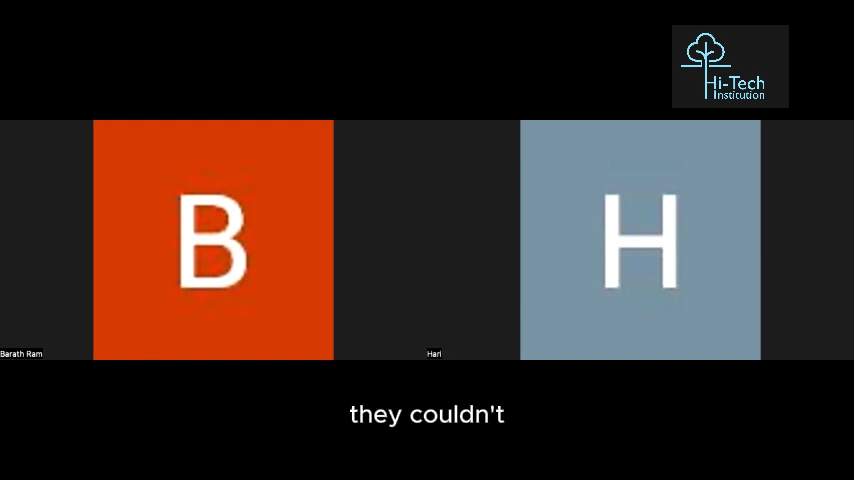 Hi-Tech
Institution
B
H
Barath Ram
Hari
they couldn't